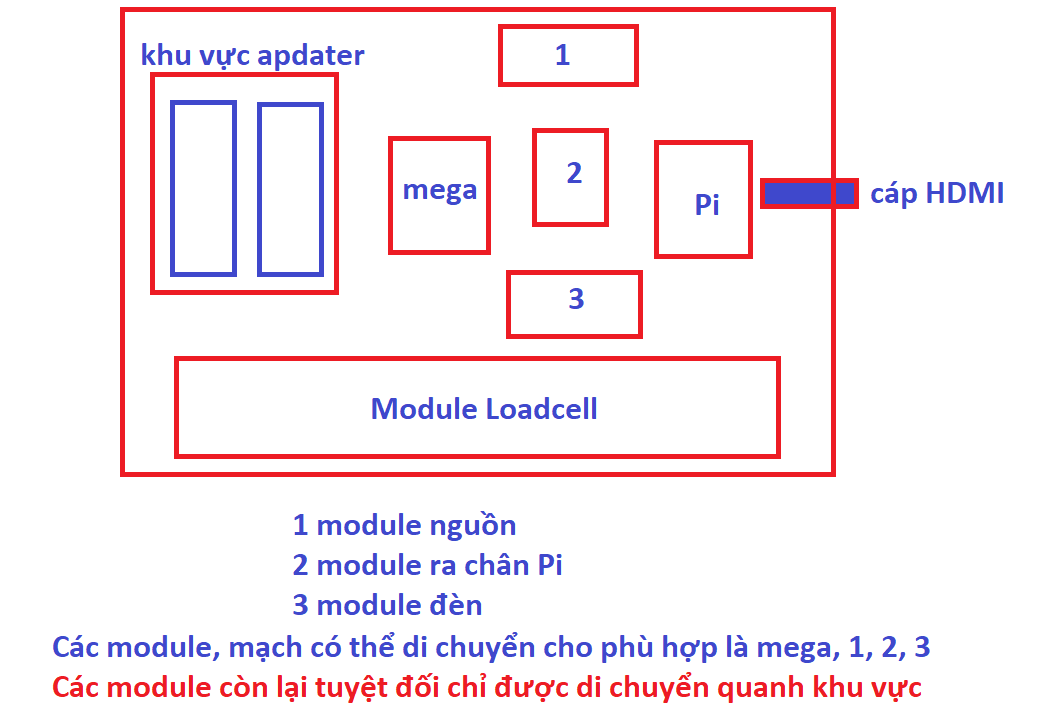 khu vực apdater
1
mega
2
Pi
cáp HDMI
3
Module Loadcell
1 module nguồn
2 module ra chân Pi
3 module đèn
Các module, mạch có thể di chuyển cho phù hợp là mega, 1, 2, 3
Các module còn lại tuyệt đối chỉ được di chuyển quanh khu vực